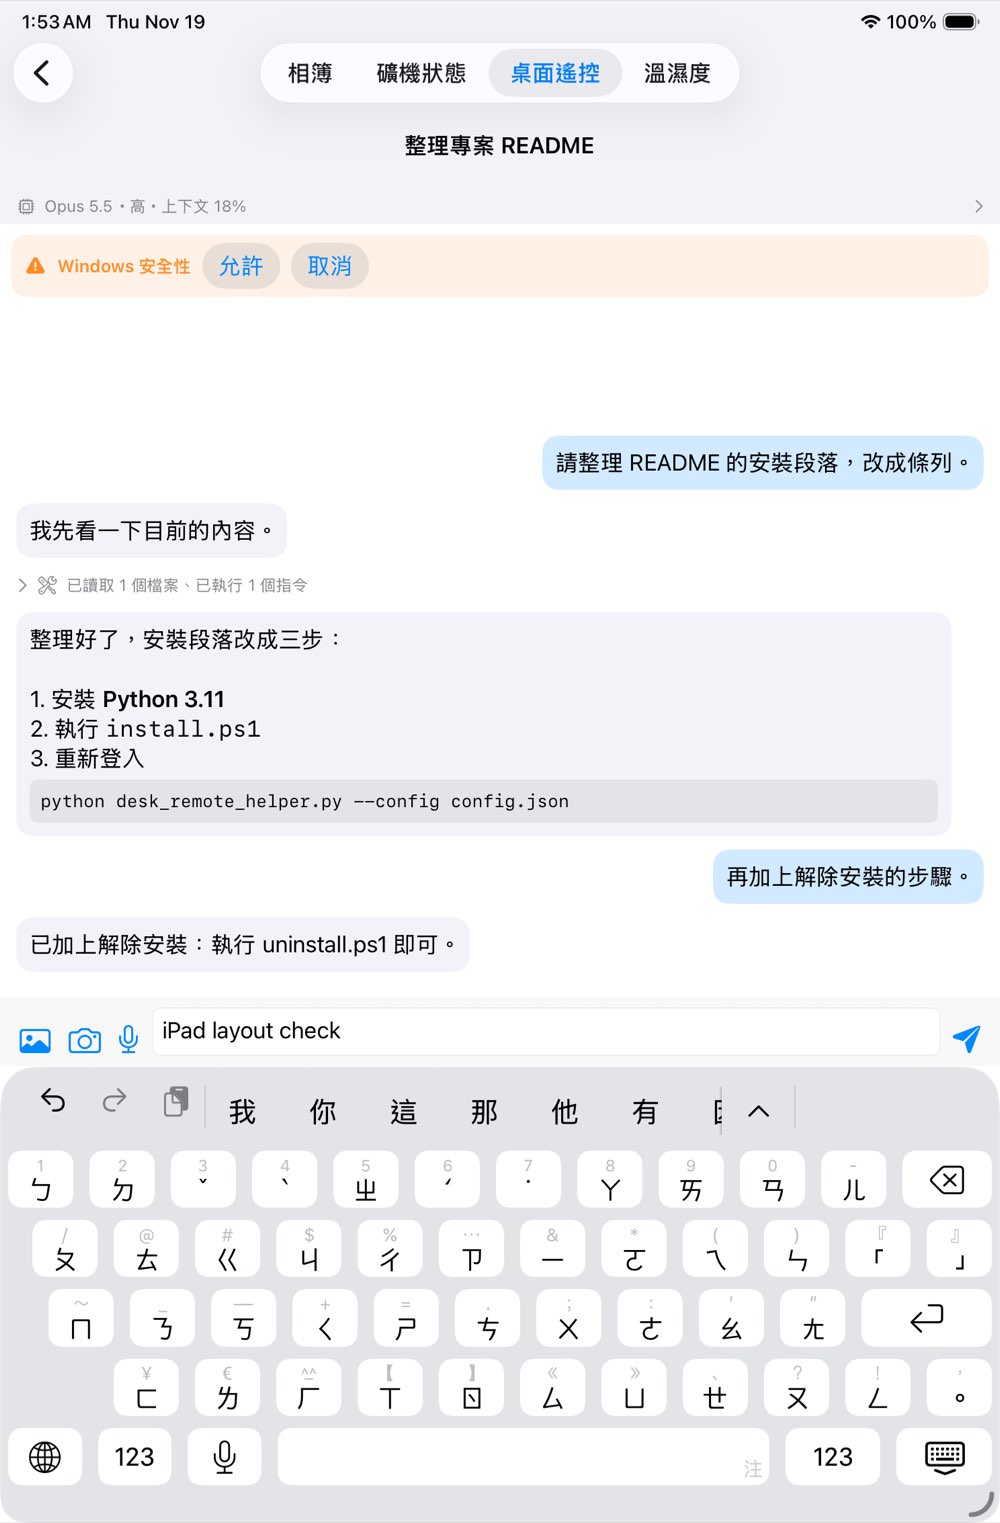 1:53 AM Thu Nov 19 100%
相簿 礦機狀態 桌面遙控 溫濕度
整理專案 README
Opus 5.5・高・上下文 18%
Windows 安全性 允許 取消
請整理 README 的安裝段落，改成條列。
我先看一下目前的內容。
已讀取 1 個檔案、已執行 1 個指令
整理好了，安裝段落改成三步：
1. 安裝 Python 3.11
2. 執行 install.ps1
3. 重新登入
python desk_remote_helper.py --config config.json
再加上解除安裝的步驟。
已加上解除安裝：執行 uninstall.ps1 即可。
iPad layout check
我 你 這 那 他 有
1 2 3 4 5 6 7 8 9 0 -
ㄅ ㄉ ˇ ˋ ㄓ ˊ ˙ ㄚ ㄞ ㄢ ㄦ
/ @ # $ % … & * ( ) 『 』
ㄆ ㄊ ㄍ ㄐ ㄔ ㄗ ㄧ ㄛ ㄟ ㄣ 「 」
～ _ — + = · ; : ' "
ㄇ ㄋ ㄎ ㄑ ㄕ ㄘ ㄨ ㄜ ㄠ ㄤ
¥ € ^^ 【 】 《 》 、 ? ! ，
ㄈ ㄌ ㄏ ㄒ ㄖ ㄙ ㄩ ㄝ ㄡ ㄥ 。
123 注 123